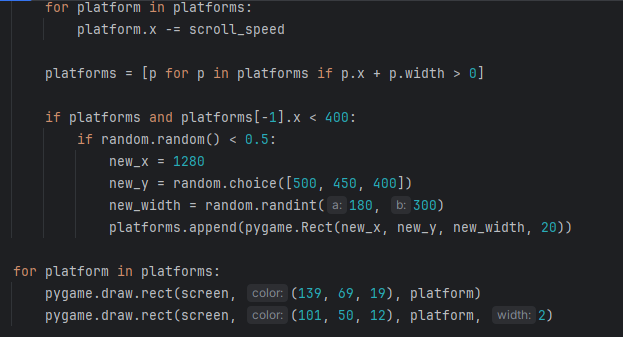 for platform in platforms:
        platform.x -= scroll_speed

    platforms = [p for p in platforms if p.x + p.width > 0]

    if platforms and platforms[-1].x < 400:
        if random.random() < 0.5:
            new_x = 1280
            new_y = random.choice([500, 450, 400])
            new_width = random.randint( a: 180, b: 300)
            platforms.append(pygame.Rect(new_x, new_y, new_width, 20))

for platform in platforms:
    pygame.draw.rect(screen, color: (139, 69, 19), platform)
    pygame.draw.rect(screen, color: (101, 50, 12), platform, width: 2)